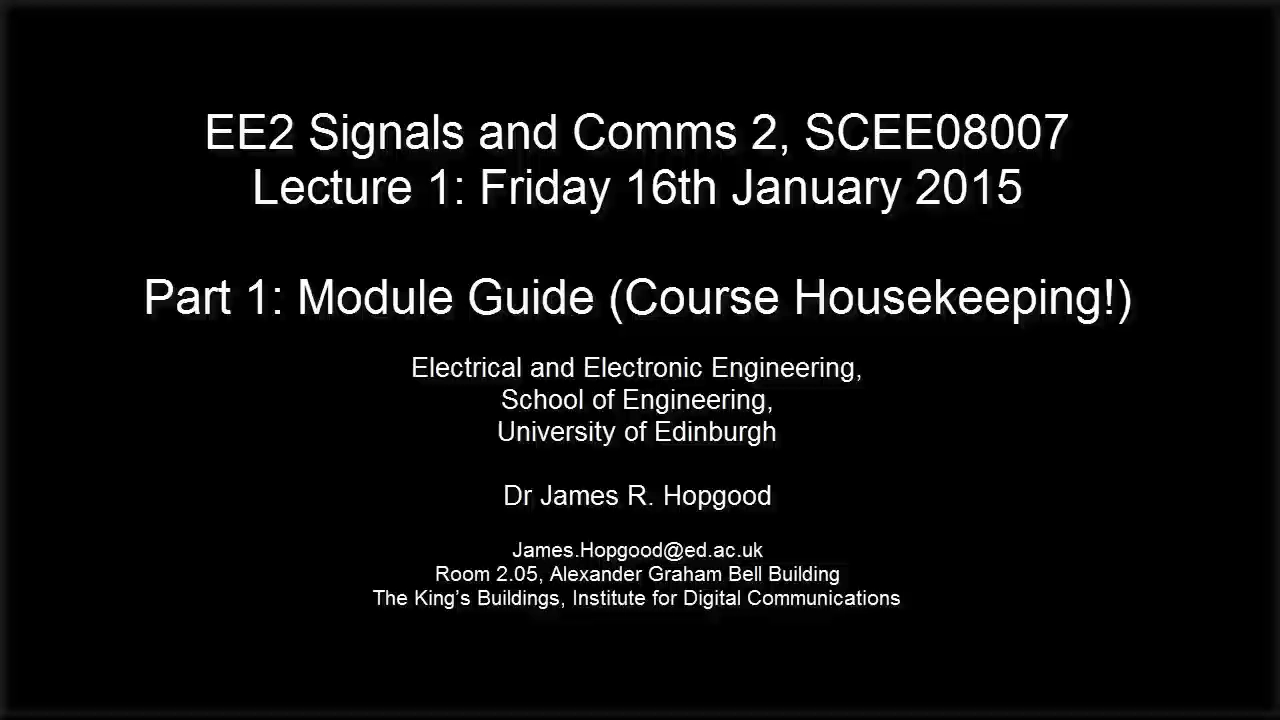 EE2 Signals and Comms 2, SCEE08007
Lecture 1: Friday 16th January 2015
Part 1: Module Guide (Course Housekeeping!)
Electrical and Electronic Engineering,
School of Engineering,
University of Edinburgh
Dr James R. Hopgood
James.Hopgood@ed.ac.uk
Room 2.05, Alexander Graham Bell Building
The King's Buildings, Institute for Digital Communications